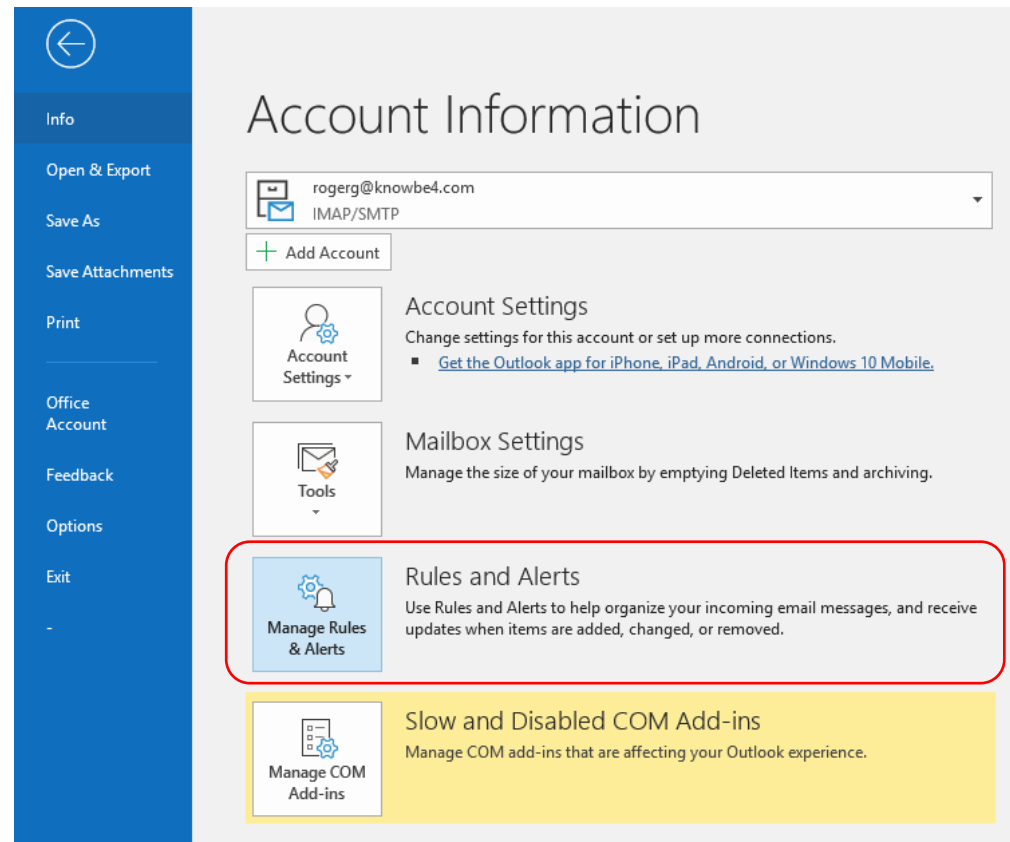 Info
Open & Export
Save As
Save Attachments
Print
Office
Account
Feedback
Options
Exit
-
Account Information
rogerg@knowbe4.com
IMAP/SMTP
Add Account
Account
Settings
Account Settings
Change settings for this account or set up more connections.
Get the Outlook app for iPhone, iPad, Android, or Windows 10 Mobile.
Tools
Mailbox Settings
Manage the size of your mailbox by emptying Deleted Items and archiving.
Manage Rules
& Alerts
Rules and Alerts
Use Rules and Alerts to help organize your incoming email messages, and receive
updates when items are added, changed, or removed.
Manage COM
Add-ins
Slow and Disabled COM Add-ins
Manage COM add-ins that are affecting your Outlook experience.